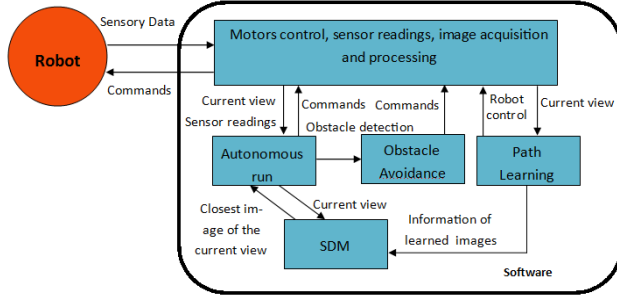 Sensory Data
Robot
Commands
Motors control, sensor readings, image acquisition
and processing
Current view
Sensor readings
Commands
Obstacle detection
Commands
Robot
control
Current view
Autonomous
run
Obstacle
Avoidance
Path
Learning
Closest im-
age of the
current view
Current view
SDM
Information of
learned images
Software